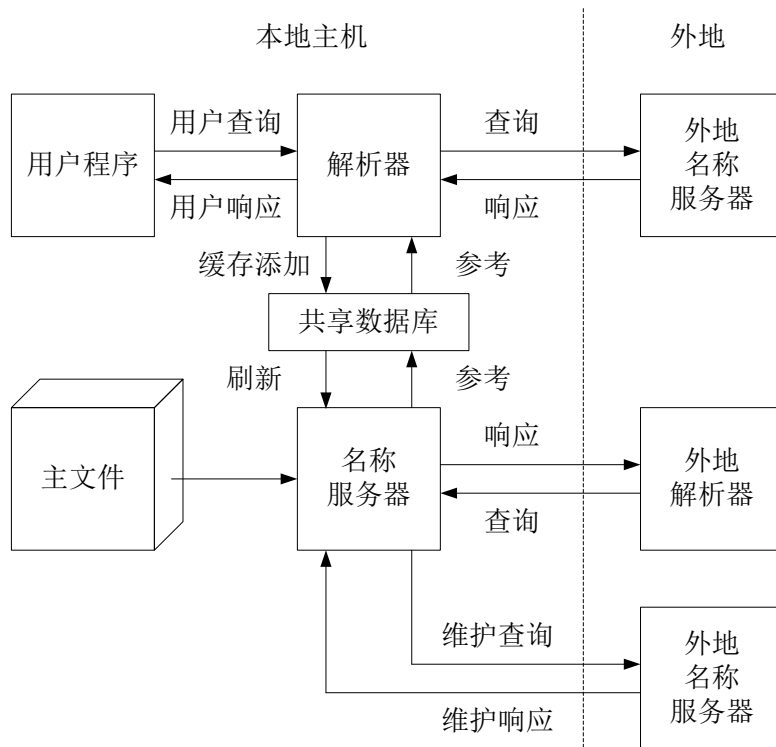 本地主机
外地
用户程序
用户查询
用户响应
解析器
查询
响应
外地
名称
服务器
缓存添加
参考
共享数据库
刷新
参考
主文件
名称
服务器
响应
查询
外地
解析器
维护查询
维护响应
外地
名称
服务器